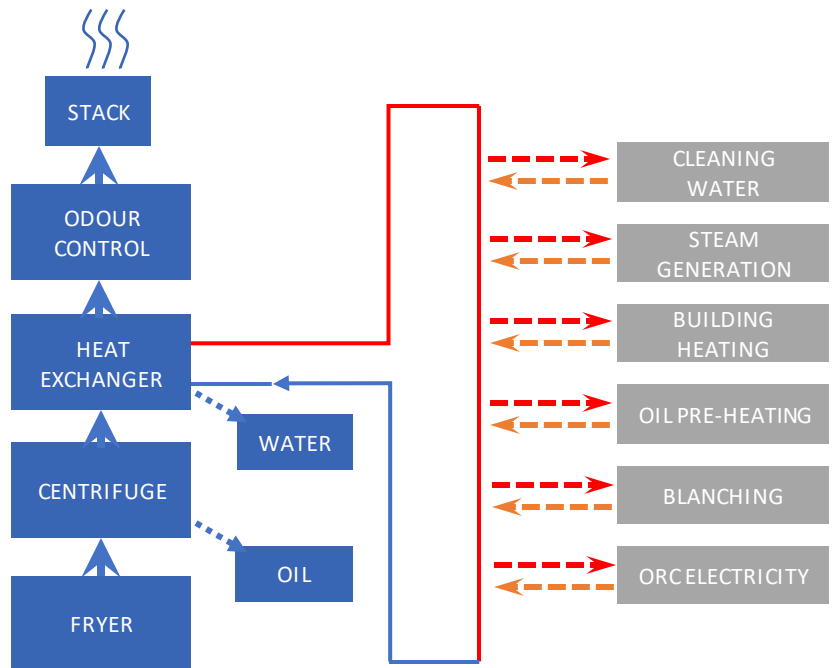 STACK
ODOUR
CONTROL
HEAT
EXCHANGER
WATER
CENTRIFUGE
OIL
FRYER
CLEANING
WATER
STEAM
GENERATION
BUILDING
HEATING
OIL PRE-HEATING
BLANCHING
ORC ELECTRICITY